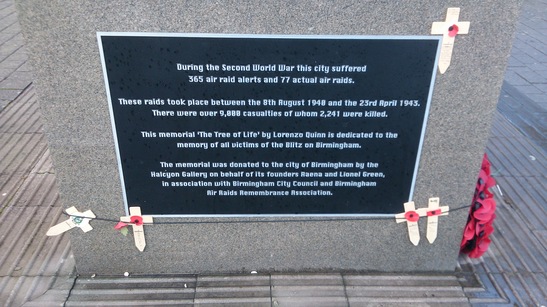 During the Second World War this city suffered
365 air raid alerts and 77 actual air raids.
These raids took place between the 8th August 1940 and the 23rd April 1943.
There were over 9,000 casualties of whom 2,241 were killed.
This memorial 'The Tree of Life' by Lorenzo Quinn is dedicated to the
memory of all victims of the Blitz on Birmingham.
The memorial was donated to the city of Birmingham by the
Halcyon Gallery on behalf of its founders Raena and Lionel Green,
in association with Birmingham City Council and Birmingham
Air Raids Remembrance Association.